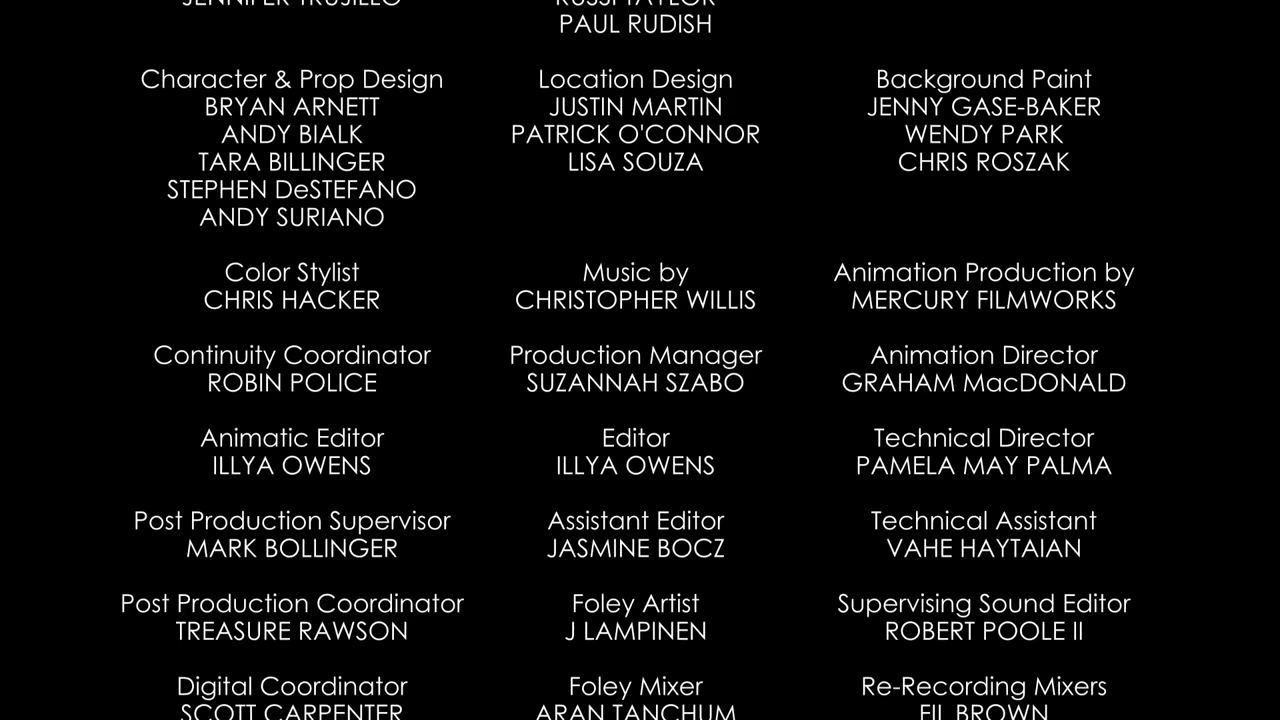 JENNIFER TRUJILLO
RUSSI TAYLOR
PAUL RUDISH
Character & Prop Design
BRYAN ARNETT
ANDY BIALK
TARA BILLINGER
STEPHEN DeSTEFANO
ANDY SURIANO
Location Design
JUSTIN MARTIN
PATRICK O'CONNOR
LISA SOUZA
Background Paint
JENNY GASE-BAKER
WENDY PARK
CHRIS ROSZAK
Color Stylist
CHRIS HACKER
Music by
CHRISTOPHER WILLIS
Animation Production by
MERCURY FILMWORKS
Continuity Coordinator
ROBIN POLICE
Production Manager
SUZANNAH SZABO
Animation Director
GRAHAM MacDONALD
Animatic Editor
ILLYA OWENS
Editor
ILLYA OWENS
Technical Director
PAMELA MAY PALMA
Post Production Supervisor
MARK BOLLINGER
Assistant Editor
JASMINE BOCZ
Technical Assistant
VAHE HAYTAIAN
Post Production Coordinator
TREASURE RAWSON
Foley Artist
J LAMPINEN
Supervising Sound Editor
ROBERT POOLE II
Digital Coordinator
SCOTT CARPENTER
Foley Mixer
ARAN TANCHUM
Re-Recording Mixers
FIL BROWN